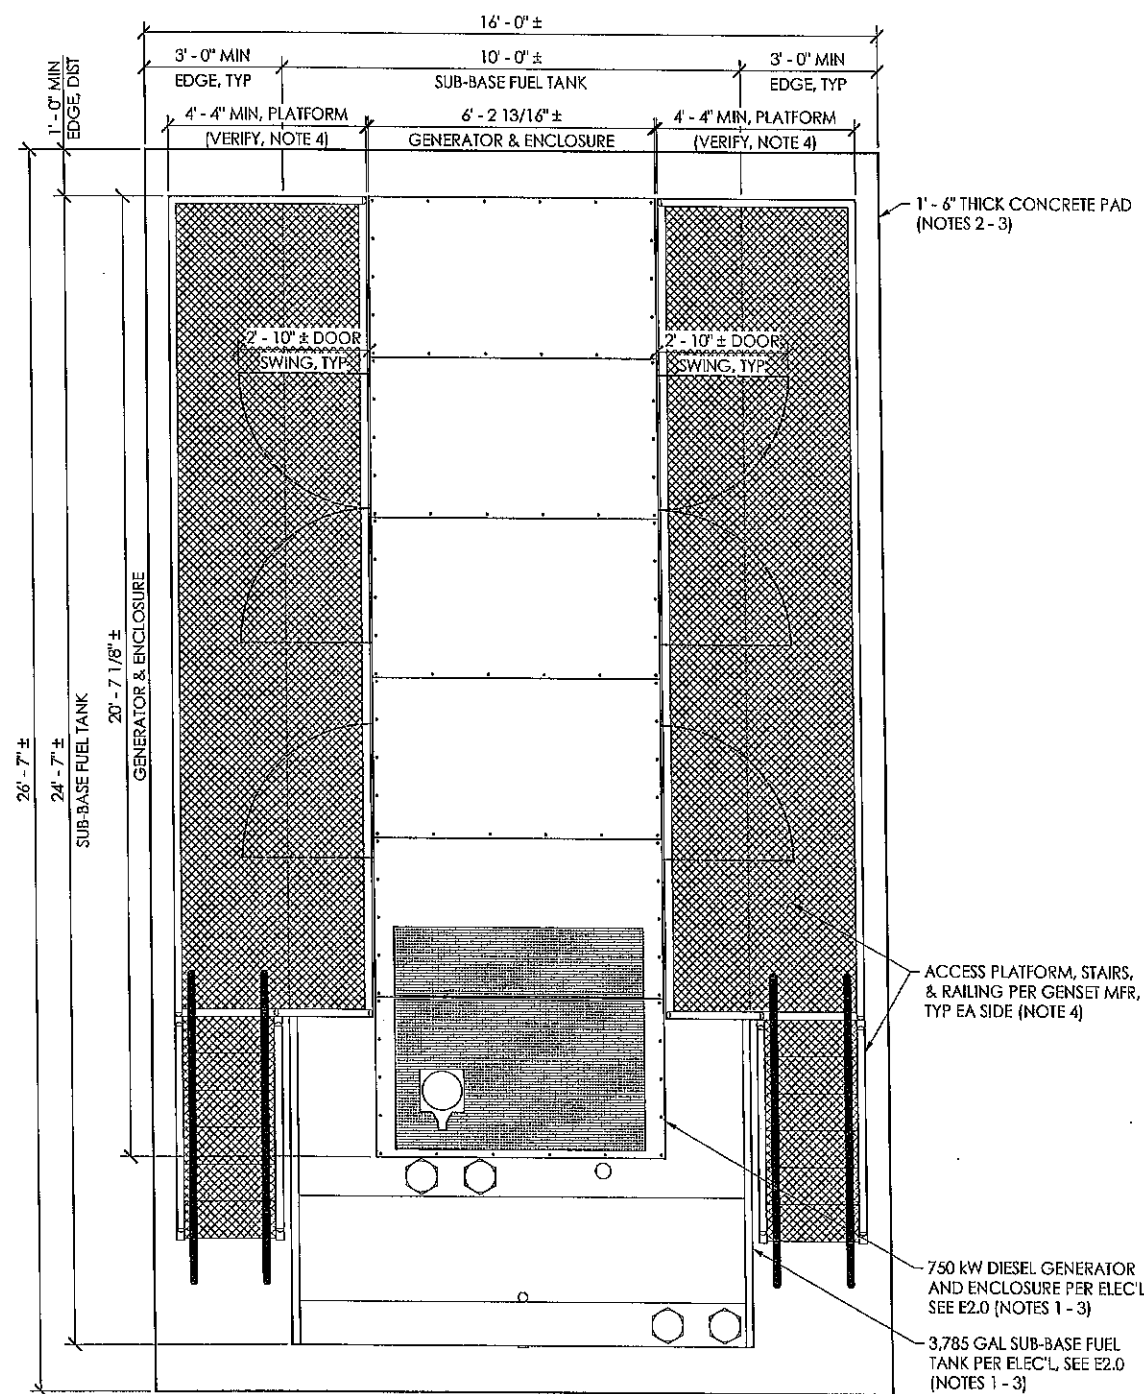 16' - 0" ±
3' - 0" MIN
EDGE, TYP
10' - 0" ±
SUB-BASE FUEL TANK
3' - 0" MIN
EDGE, TYP
1' - 0" MIN
EDGE, DIST
4' - 4" MIN, PLATFORM
(VERIFY, NOTE 4)
6' - 2 13/16" ±
GENERATOR & ENCLOSURE
4' - 4" MIN, PLATFORM
(VERIFY, NOTE 4)
1' - 6" THICK CONCRETE PAD
(NOTES 2 - 3)
2' - 10" ± DOOR
SWING, TYP
2' - 10" ± DOOR
SWING, TYP
26' - 7" ±
24' - 7" ±
SUB-BASE FUEL TANK
20' - 7 1/8" ±
GENERATOR & ENCLOSURE
ACCESS PLATFORM, STAIRS,
& RAILING PER GENSET MFR,
TYP EA SIDE (NOTE 4)
750 kW DIESEL GENERATOR
AND ENCLOSURE PER ELEC'L
SEE E2.0 (NOTES 1 - 3)
3,785 GAL SUB-BASE FUEL
TANK PER ELEC'L, SEE E2.0
(NOTES 1 - 3)